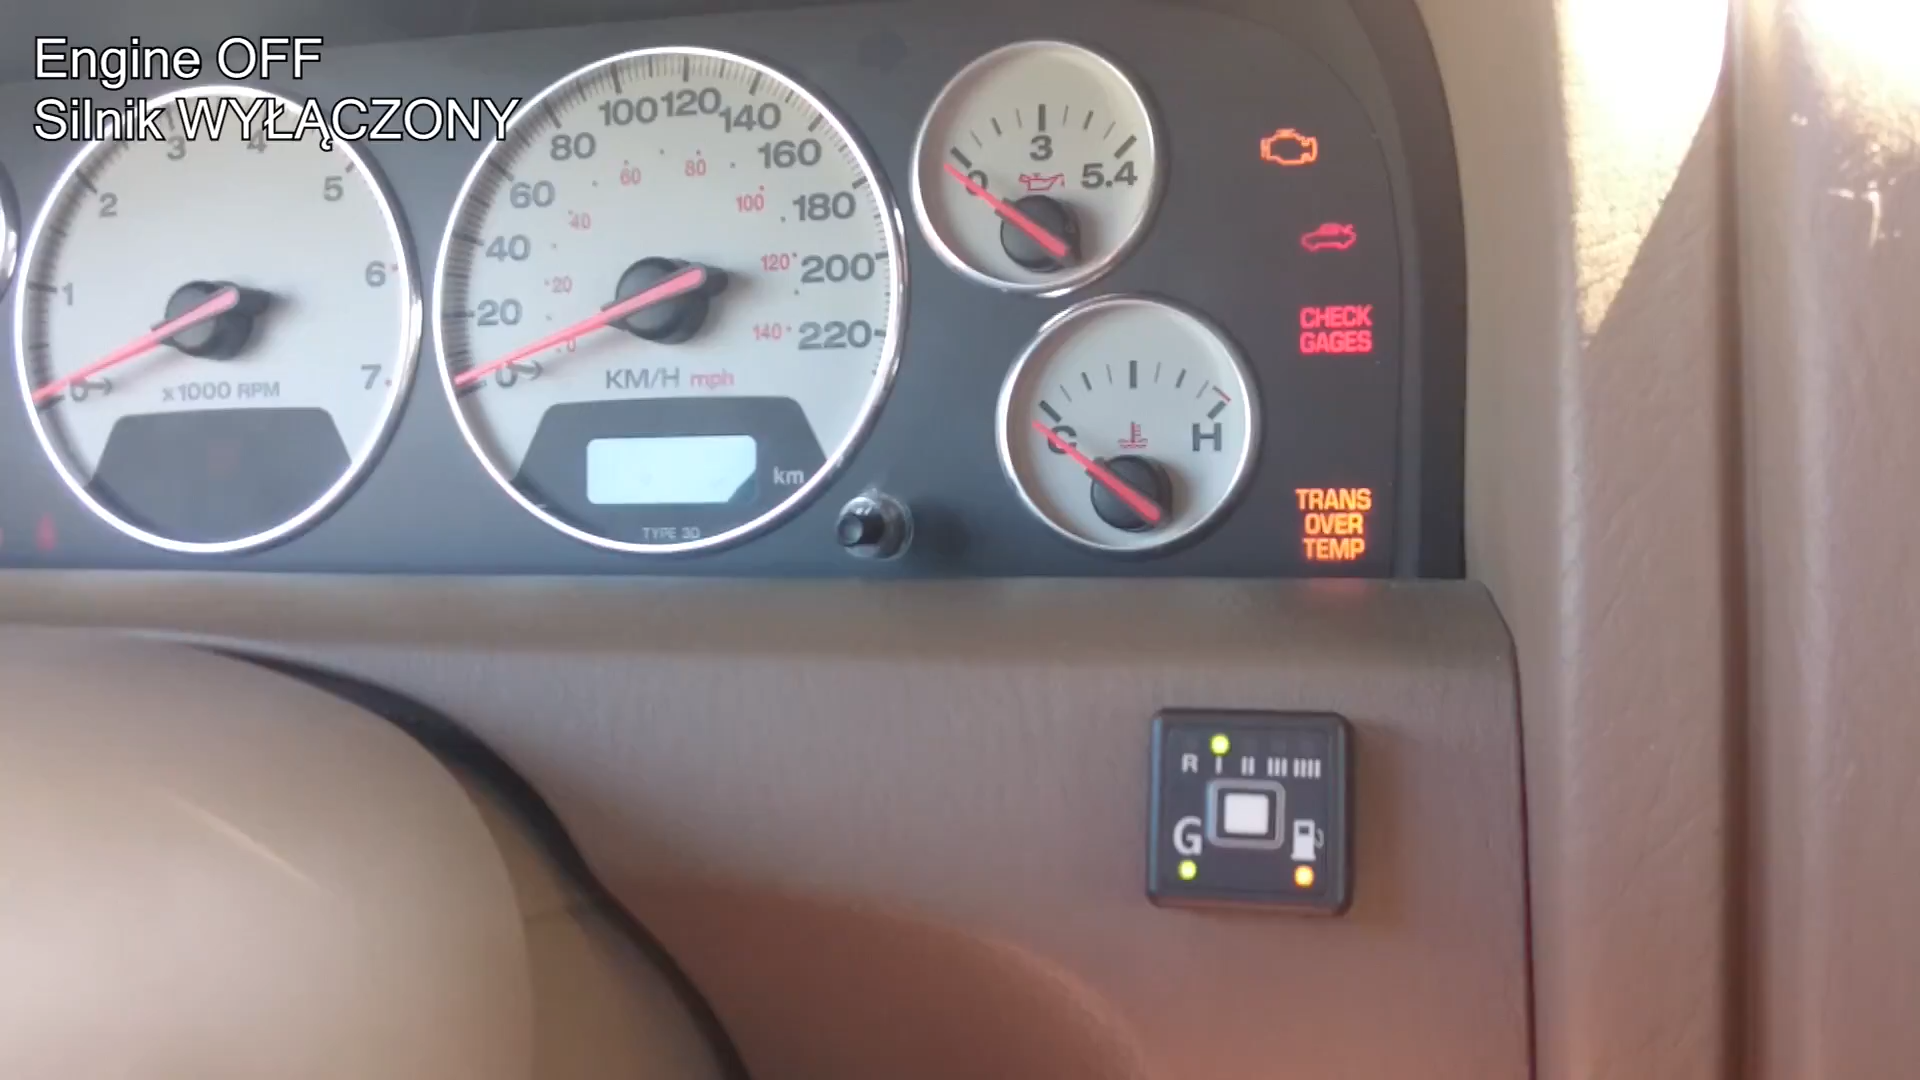 Engine OFF
Silnik WYŁĄCZONY
1 2 3 4 5 6 7
x1000 RPM
0 20 40 60 80 100 120 140 160 180 200 220
0 20 40 60 80 100 120 140
KM/H mph
km
TYPE 3D
0 3 5.4
C H
CHECK
GAGES
TRANS
OVER
TEMP
R I II III IIII
G